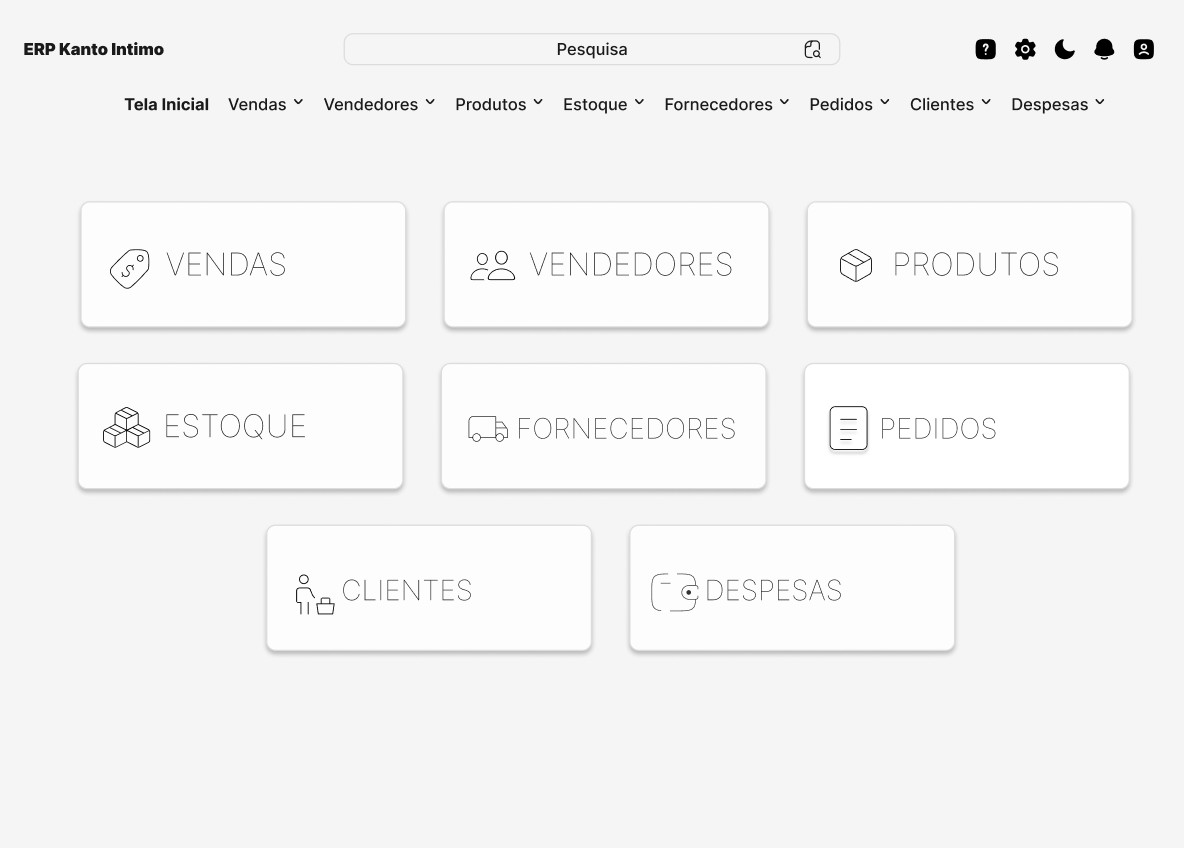 ERP Kanto Intimo
Pesquisa
Tela Inicial Vendas Vendedores Produtos Estoque Fornecedores Pedidos Clientes Despesas
VENDAS
VENDEDORES
PRODUTOS
ESTOQUE
FORNECEDORES
PEDIDOS
CLIENTES
DESPESAS